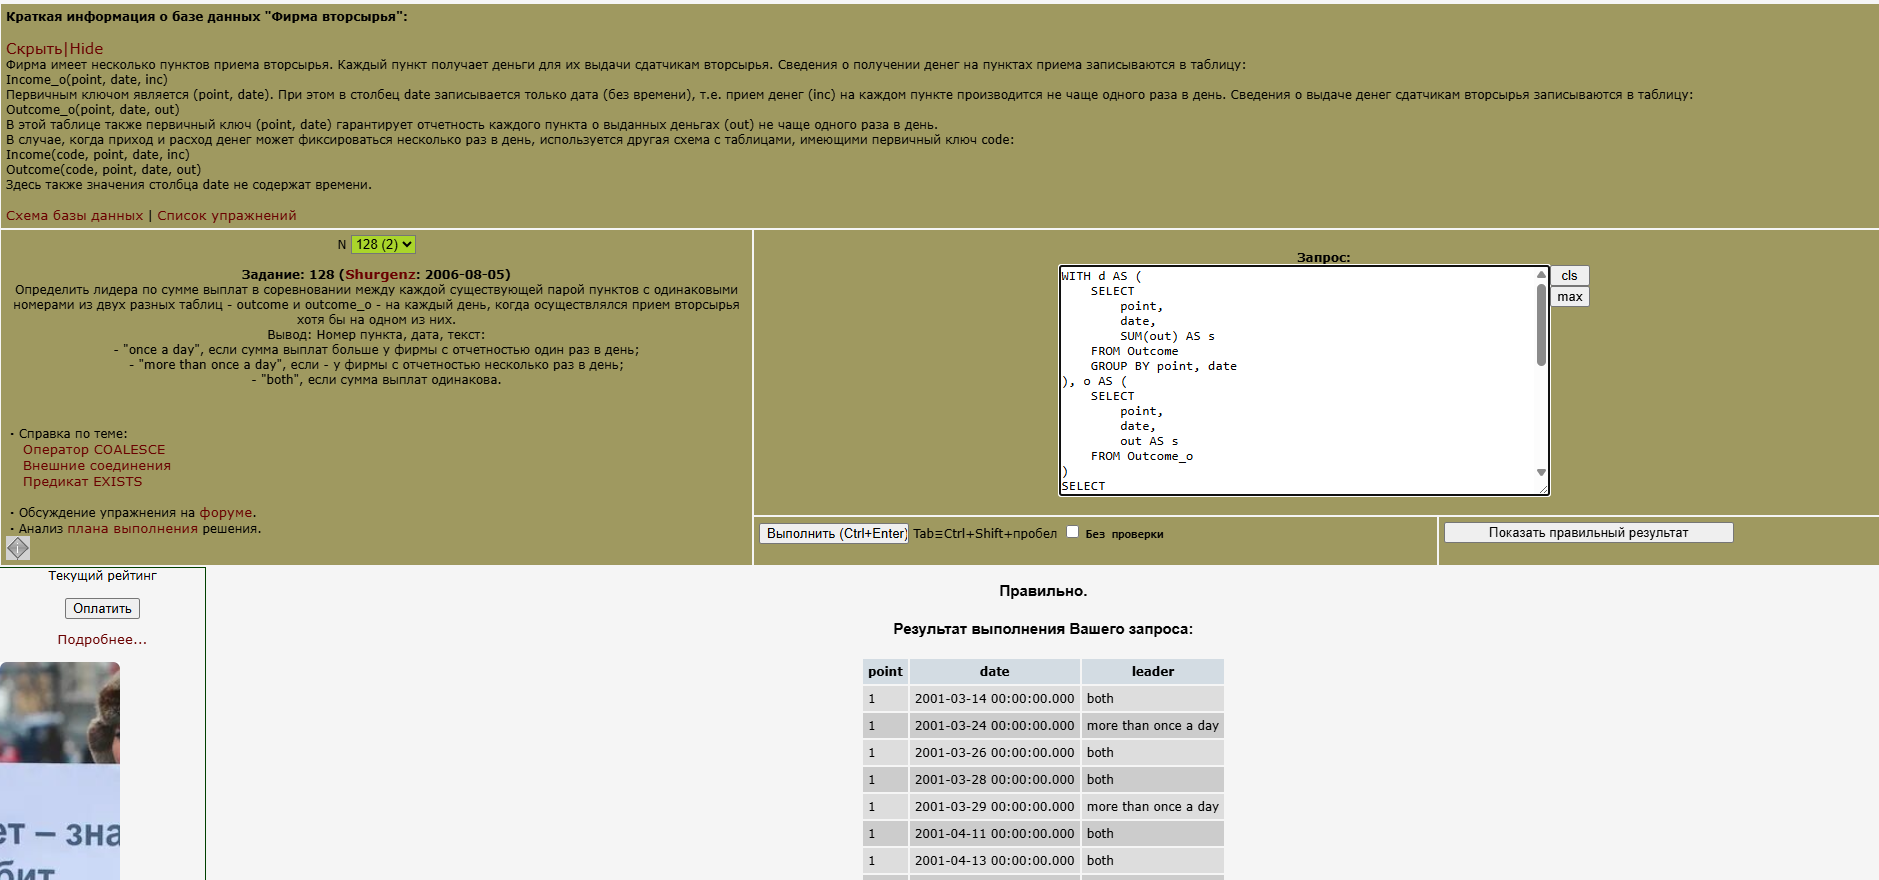 Краткая информация о базе данных "Фирма вторсырья":
Скрыть|Hide
Фирма имеет несколько пунктов приема вторсырья. Каждый пункт получает деньги для их выдачи сдатчикам вторсырья. Сведения о получении денег на пунктах приема записываются в таблицу:
Income_o(point, date, inc)
Первичным ключом является (point, date). При этом в столбец date записывается только дата (без времени), т.е. прием денег (inc) на каждом пункте производится не чаще одного раза в день. Сведения о выдаче денег сдатчикам вторсырья записываются в таблицу:
Outcome_o(point, date, out)
В этой таблице также первичный ключ (point, date) гарантирует отчетность каждого пункта о выданных деньгах (out) не чаще одного раза в день.
В случае, когда приход и расход денег может фиксироваться несколько раз в день, используется другая схема с таблицами, имеющими первичный ключ code:
Income(code, point, date, inc)
Outcome(code, point, date, out)
Здесь также значения столбца date не содержат времени.
Схема базы данных | Список упражнений
N 128 (2)
Задание: 128 (Shurgenz: 2006-08-05)
Определить лидера по сумме выплат в соревновании между каждой существующей парой пунктов с одинаковыми
номерами из двух разных таблиц - outcome и outcome_o - на каждый день, когда осуществлялся прием вторсырья
хотя бы на одном из них.
Вывод: Номер пункта, дата, текст:
- "once a day", если сумма выплат больше у фирмы с отчетностью один раз в день;
- "more than once a day", если - у фирмы с отчетностью несколько раз в день;
- "both", если сумма выплат одинакова.
· Справка по теме:
Оператор COALESCE
Внешние соединения
Предикат EXISTS
· Обсуждение упражнения на форуме.
· Анализ плана выполнения решения.
Запрос:
WITH d AS (
SELECT
point,
date,
SUM(out) AS s
FROM Outcome
GROUP BY point, date
), o AS (
SELECT
point,
date,
out AS s
FROM Outcome_o
)
SELECT
cls
max
Выполнить (Ctrl+Enter) Tab≡Ctrl+Shift+пробел Без проверки
Показать правильный результат
Текущий рейтинг
Оплатить
Подробнее...
ет – зна
бит
Правильно.
Результат выполнения Вашего запроса:
point date leader
1 2001-03-14 00:00:00.000 both
1 2001-03-24 00:00:00.000 more than once a day
1 2001-03-26 00:00:00.000 both
1 2001-03-28 00:00:00.000 both
1 2001-03-29 00:00:00.000 more than once a day
1 2001-04-11 00:00:00.000 both
1 2001-04-13 00:00:00.000 both